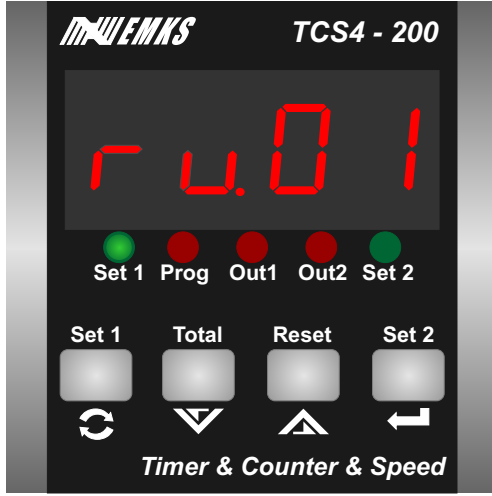 EMKS TCS4 - 200
ru.01
Set 1 Prog Out1 Out2 Set 2
Set 1 Total Reset Set 2
Timer & Counter & Speed